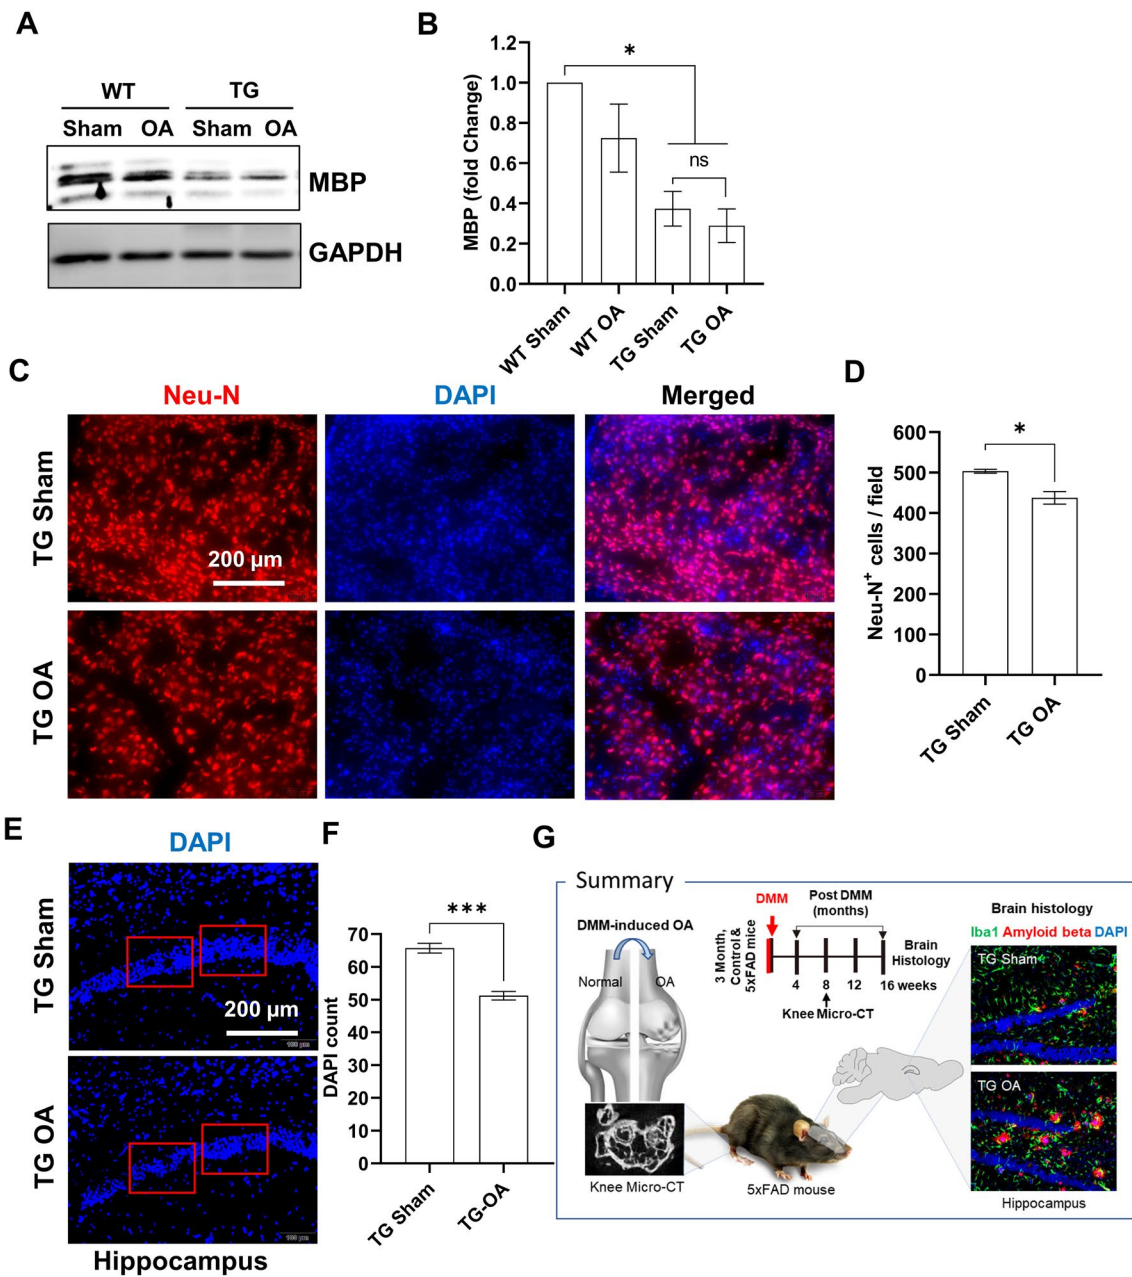 A
WT TG
Sham OA Sham OA
MBP
GAPDH
B
MBP (fold Change)
1.2
1.0
0.8
0.6
0.4
0.2
0.0
*
ns
WT Sham
WT OA
TG Sham
TG OA
C
Neu-N DAPI Merged
TG Sham
200 µm
TG OA
D
Neu-N+ cells / field
600
500
400
300
200
100
0
*
TG Sham
TG OA
E
DAPI
TG Sham
200 µm
100 µm
TG OA
100 µm
Hippocampus
F
DAPI count
70
60
50
40
30
20
10
0
***
TG Sham
TG-OA
G
Summary
DMM-induced OA
Normal OA
Knee Micro-CT
3 Month,
Control &
5xFAD mice
DMM
Post DMM
(months)
4 8 12 16 weeks
Brain
Histology
Knee Micro-CT
5xFAD mouse
Brain histology
Iba1 Amyloid beta DAPI
TG Sham
TG OA
Hippocampus